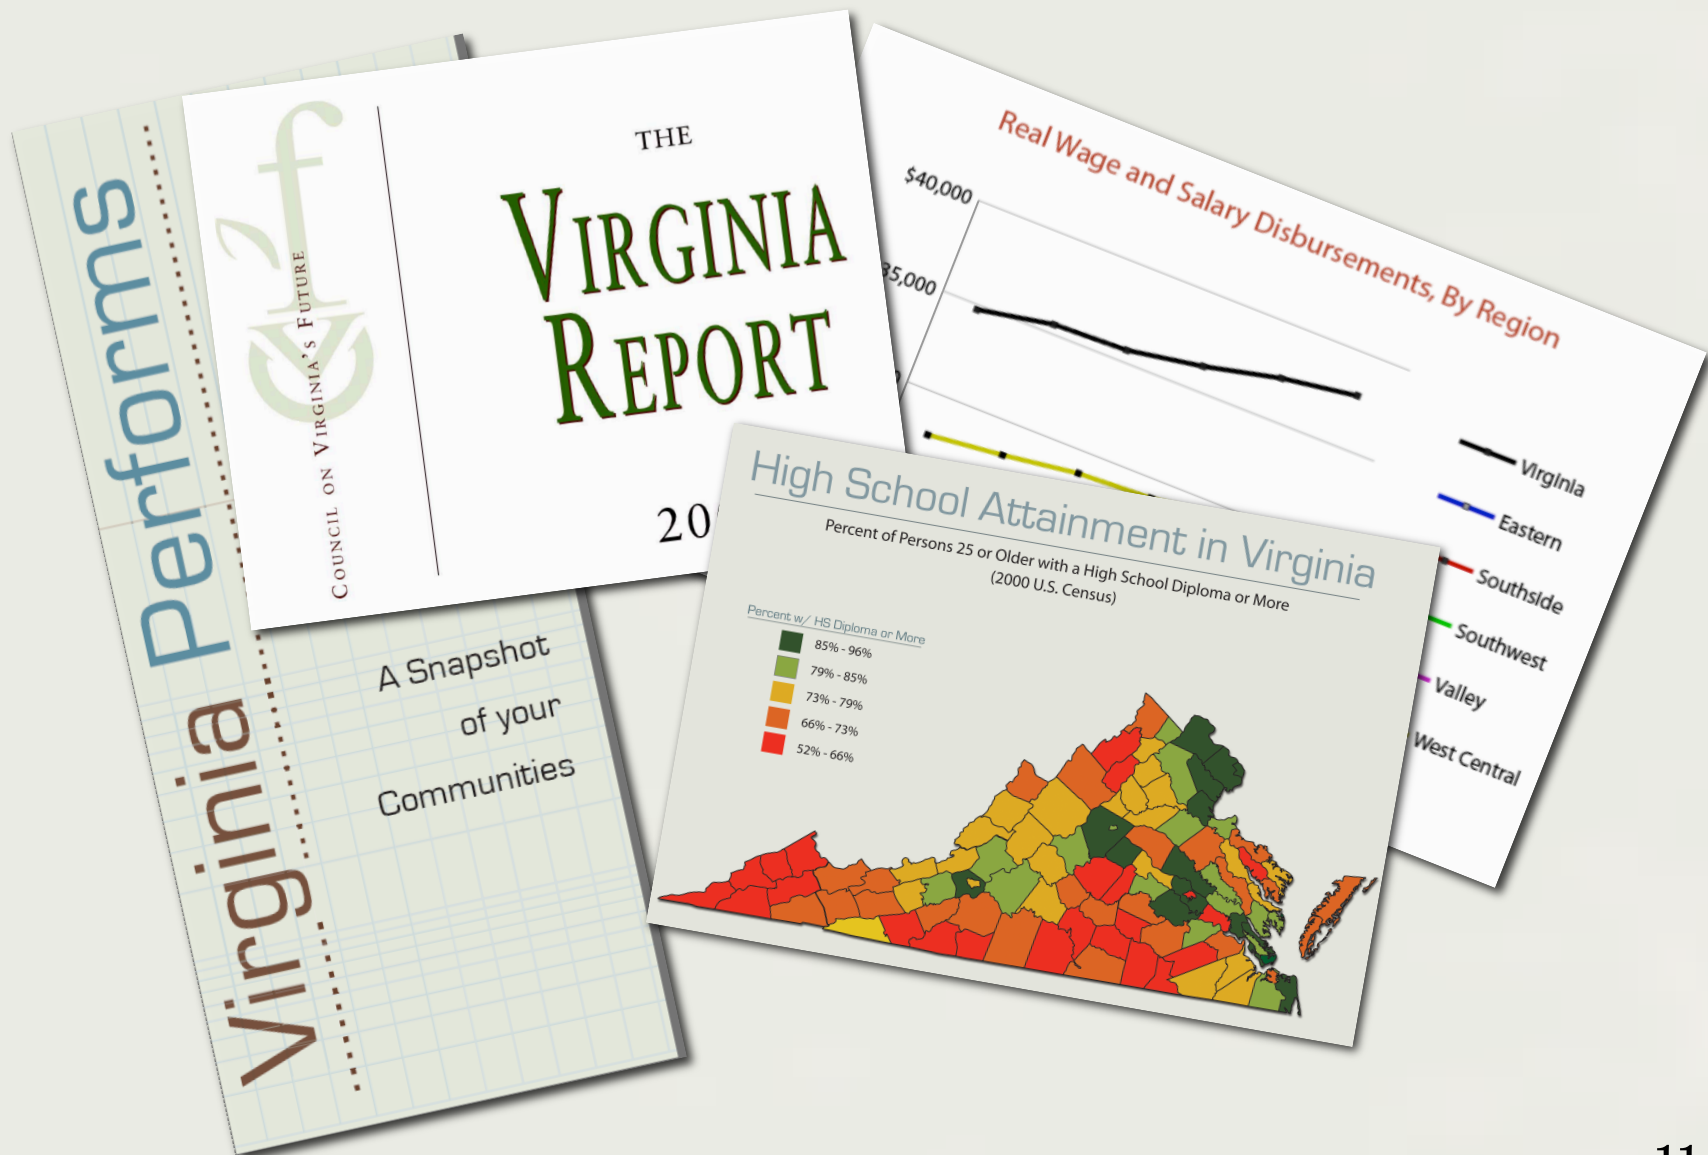 Virginia Performs
A Snapshot
of your
Communities
COUNCIL ON VIRGINIA'S FUTURE
THE
VIRGINIA
REPORT
Real Wage and Salary Disbursements, By Region
$40,000
35,000
Virginia
Eastern
Southside
Southwest
Valley
West Central
High School Attainment in Virginia
Percent of Persons 25 or Older with a High School Diploma or More
(2000 U.S. Census)
Percent w/ HS Diploma or More
85% - 96%
79% - 85%
73% - 79%
66% - 73%
52% - 66%
11